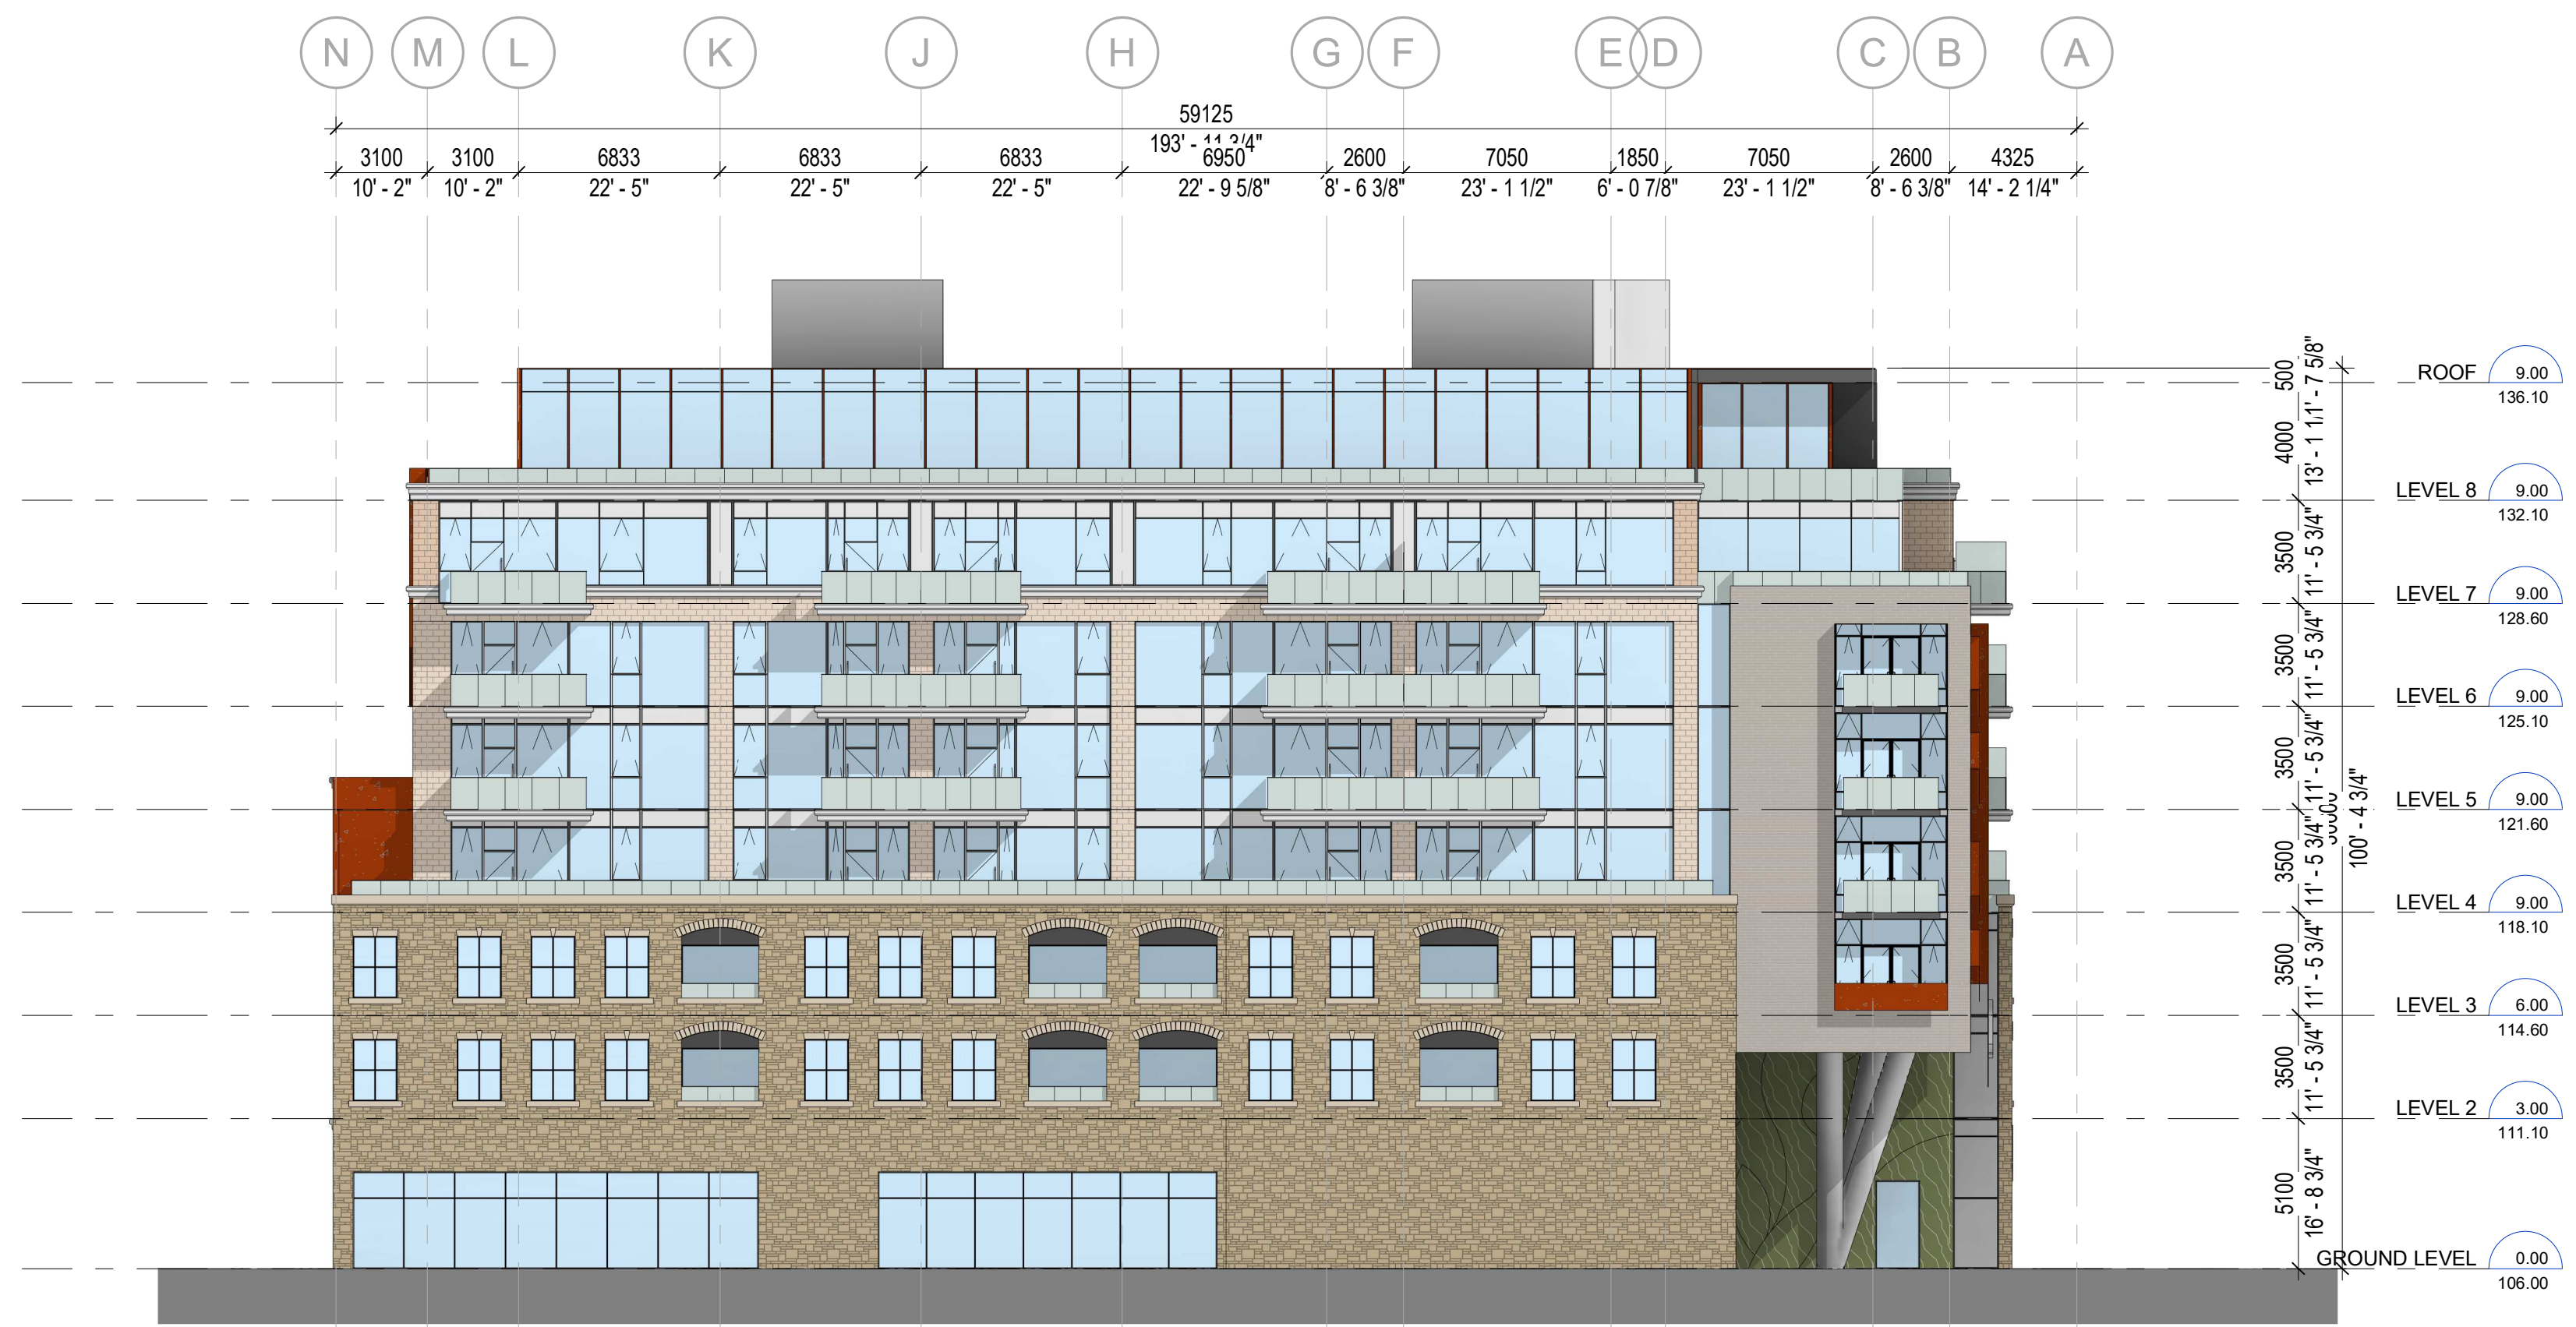 N M L K J H G F E D C B A
59125
193' - 11 3/4"
3100 3100 6833 6833 6833 6950 2600 7050 1850 7050 2600 4325
10' - 2" 10' - 2" 22' - 5" 22' - 5" 22' - 5" 22' - 9 5/8" 8' - 6 3/8" 23' - 1 1/2" 6' - 0 7/8" 23' - 1 1/2" 8' - 6 3/8" 14' - 2 1/4"
500
1' - 7 5/8"
ROOF 9.00
136.10
4000
13' - 1 1/
LEVEL 8 9.00
132.10
3500
11' - 5 3/4"
LEVEL 7 9.00
128.60
3500
11' - 5 3/4"
LEVEL 6 9.00
125.10
3500
11' - 5 3/4"
LEVEL 5 9.00
121.60
100' - 4 3/4"
3500
11' - 5 3/4"
LEVEL 4 9.00
118.10
3500
11' - 5 3/4"
LEVEL 3 6.00
114.60
3500
11' - 5 3/4"
LEVEL 2 3.00
111.10
5100
16' - 8 3/4"
GROUND LEVEL 0.00
106.00